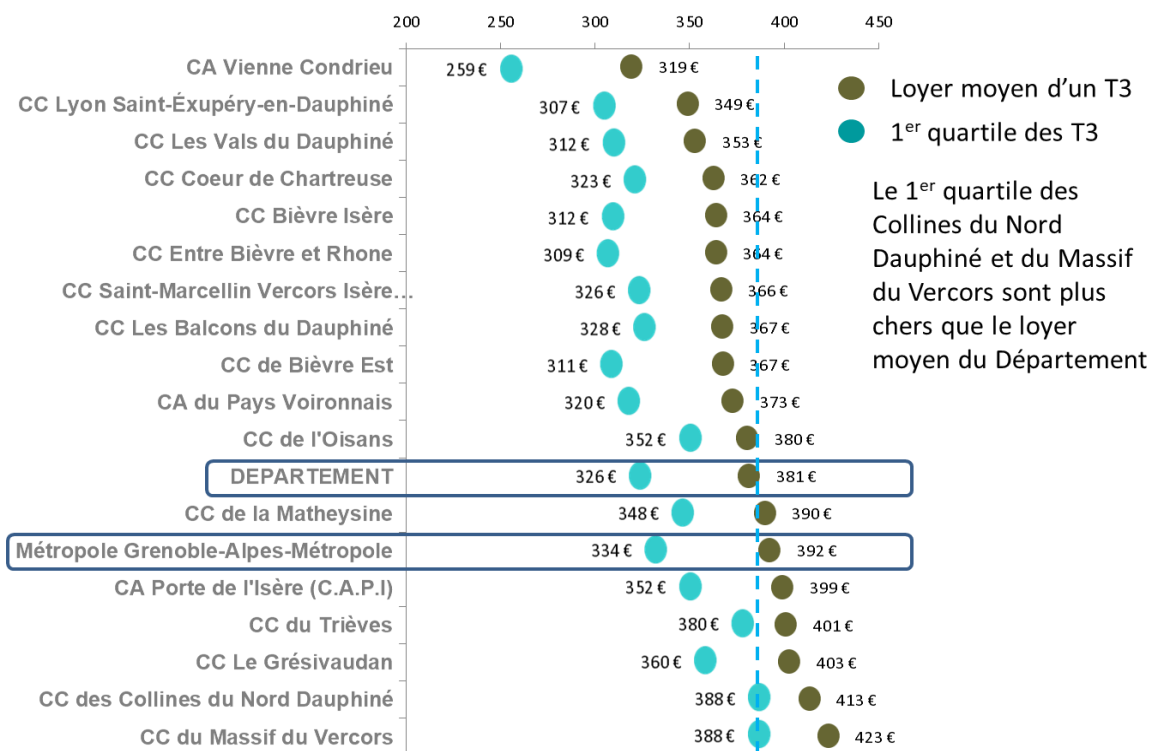 200 250 300 350 400 450
CA Vienne Condrieu 259 € 319 €
CC Lyon Saint-Éxupéry-en-Dauphiné 307 € 349 €
CC Les Vals du Dauphiné 312 € 353 €
CC Coeur de Chartreuse 323 € 362 €
CC Bièvre Isère 312 € 364 €
CC Entre Bièvre et Rhone 309 € 364 €
CC Saint-Marcellin Vercors Isère... 326 € 366 €
CC Les Balcons du Dauphiné 328 € 367 €
CC de Bièvre Est 311 € 367 €
CA du Pays Voironnais 320 € 373 €
CC de l'Oisans 352 € 380 €
DEPARTEMENT 326 € 381 €
CC de la Matheysine 348 € 390 €
Métropole Grenoble-Alpes-Métropole 334 € 392 €
CA Porte de l'Isère (C.A.P.I) 352 € 399 €
CC du Trièves 380 € 401 €
CC Le Grésivaudan 360 € 403 €
CC des Collines du Nord Dauphiné 388 € 413 €
CC du Massif du Vercors 388 € 423 €
Loyer moyen d'un T3
1er quartile des T3
Le 1er quartile des
Collines du Nord
Dauphiné et du Massif
du Vercors sont plus
chers que le loyer
moyen du Département